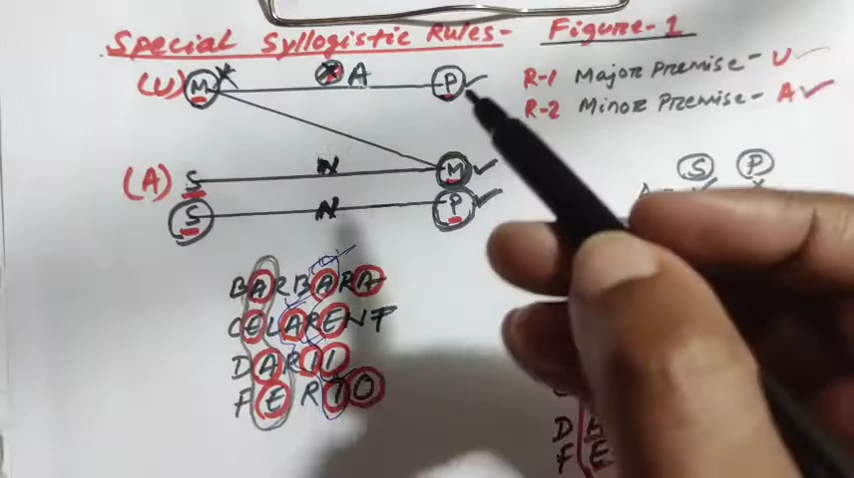 Special Syllogistic Rules- Figure-1
(U) M A P
R-1 Major Premise- U
R-2 Minor Premise- A
(A) S N M
S N P
S P
A -
BARBARA
CELARENT
DARII
FERIO
D A
F E